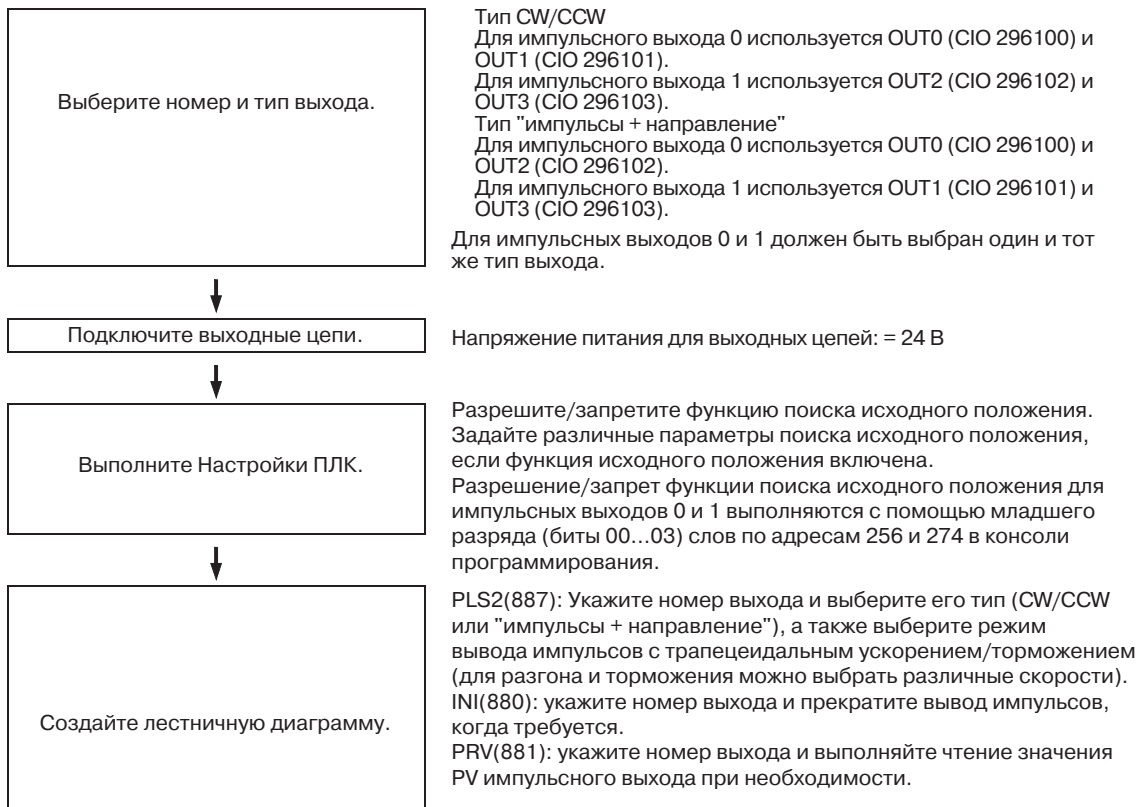 Выберите номер и тип выхода.
Тип CW/CCW
Для импульсного выхода 0 используется OUT0 (CIO 296100) и
OUT1 (CIO 296101).
Для импульсного выхода 1 используется OUT2 (CIO 296102) и
OUT3 (CIO 296103).
Тип "импульсы + направление"
Для импульсного выхода 0 используется OUT0 (CIO 296100) и
OUT2 (CIO 296102).
Для импульсного выхода 1 используется OUT1 (CIO 296101) и
OUT3 (CIO 296103).
Для импульсных выходов 0 и 1 должен быть выбран один и тот
же тип выхода.
Подключите выходные цепи.
Напряжение питания для выходных цепей: = 24 В
Выполните Настройки ПЛК.
Разрешите/запретите функцию поиска исходного положения.
Задайте различные параметры поиска исходного положения,
если функция исходного положения включена.
Разрешение/запрет функции поиска исходного положения для
импульсных выходов 0 и 1 выполняются с помощью младшего
разряда (биты 00...03) слов по адресам 256 и 274 в консоли
программирования.
Создайте лестничную диаграмму.
PLS2(887): Укажите номер выхода и выберите его тип (CW/CCW
или "импульсы + направление"), а также выберите режим
вывода импульсов с трапецеидальным ускорением/торможением
(для разгона и торможения можно выбрать различные скорости).
INI(880): укажите номер выхода и прекратите вывод импульсов,
когда требуется.
PRV(881): укажите номер выхода и выполняйте чтение значения
PV импульсного выхода при необходимости.